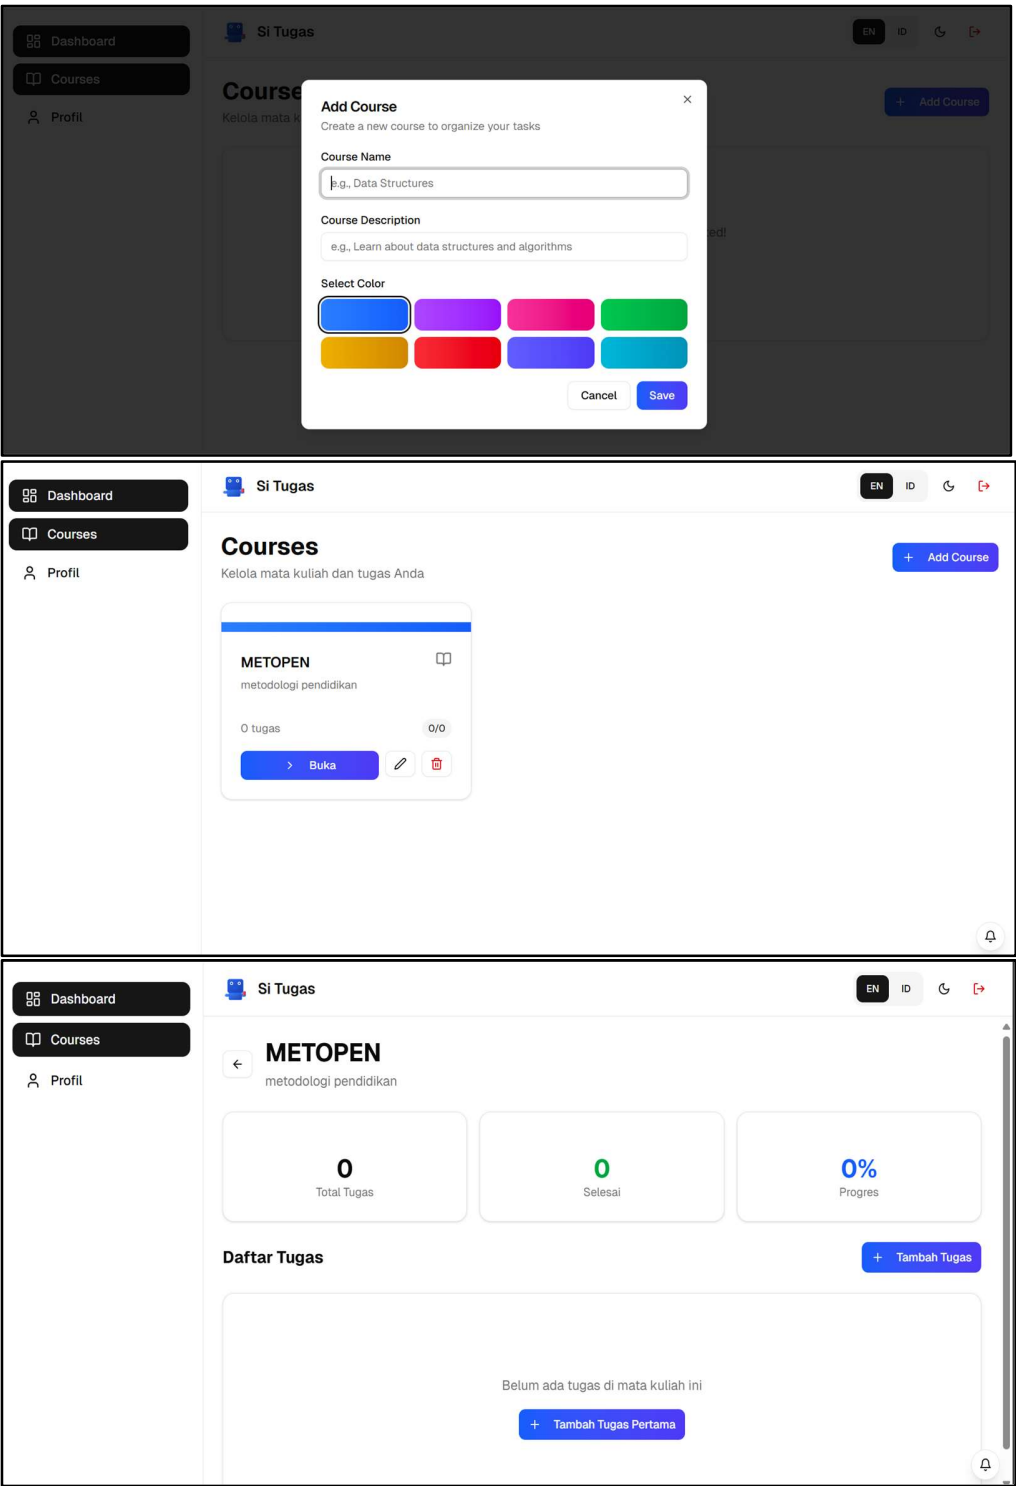 Dashboard
Si Tugas
EN ID
Courses
Profil
Course
Kelola mata k
+ Add Course
ed!
Add Course
Create a new course to organize your tasks
Course Name
e.g., Data Structures
Course Description
e.g., Learn about data structures and algorithms
Select Color
Cancel Save
Dashboard
Courses
Profil
Si Tugas
EN ID
Courses
Kelola mata kuliah dan tugas Anda
+ Add Course
METOPEN
metodologi pendidikan
0 tugas 0/0
> Buka
Dashboard
Courses
Profil
Si Tugas
EN ID
METOPEN
metodologi pendidikan
0
Total Tugas
0
Selesai
0%
Progres
Daftar Tugas
+ Tambah Tugas
Belum ada tugas di mata kuliah ini
+ Tambah Tugas Pertama